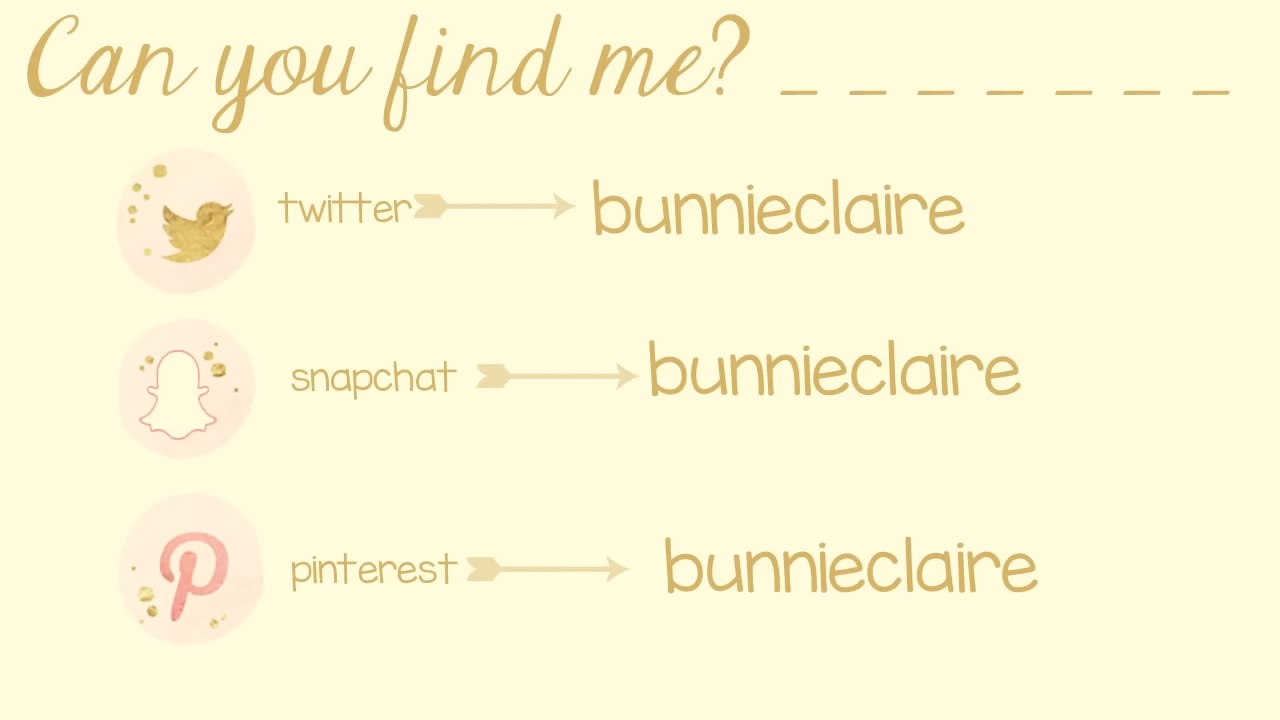 Can you find me? _ _ _ _ _ _ _
twitter bunnieclaire
snapchat bunnieclaire
pinterest bunnieclaire